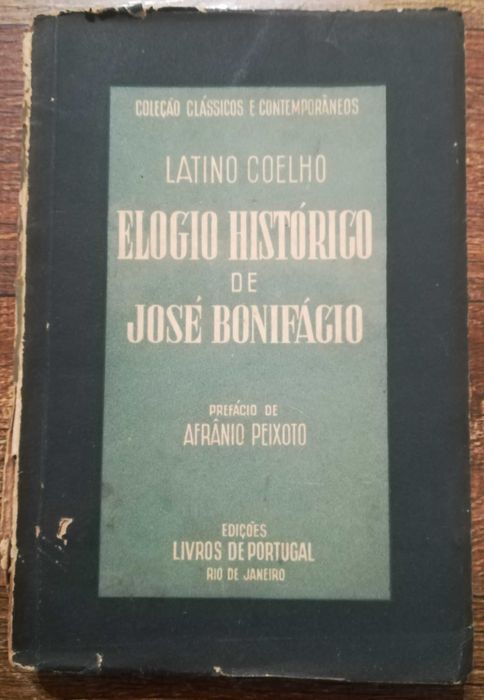 COLEÇÃO CLÁSSICOS E CONTEMPORÂNEOS
LATINO COELHO
ELOGIO HISTÓRICO
DE
JOSÉ BONIFÁCIO
PREFÁCIO DE
AFRÂNIO PEIXOTO
EDIÇÕES
LIVROS DE PORTUGAL
RIO DE JANEIRO